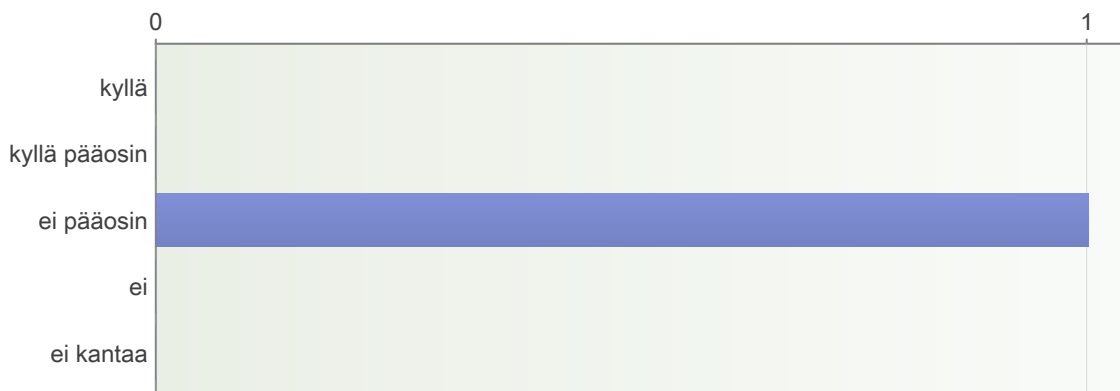 0 1
kyllä
kyllä pääosin
ei pääosin
ei
ei kantaa